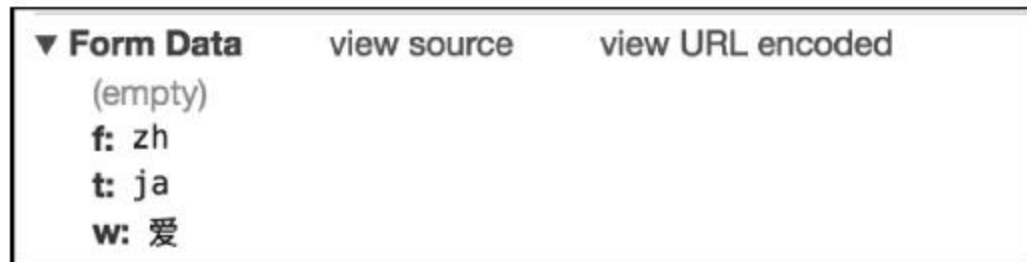 ▼ Form Data view source view URL encoded
(empty)
f: zh
t: ja
w: 爱